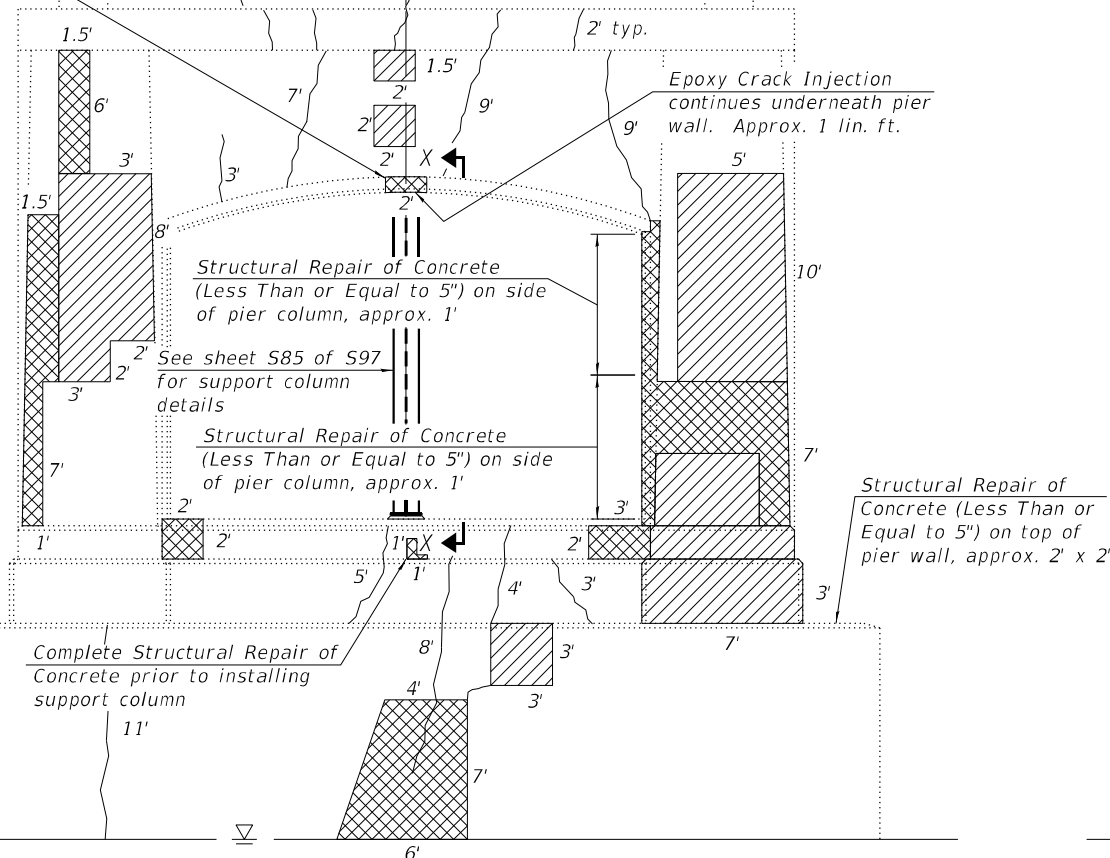 2' typ.
1.5'
1.5'
Epoxy Crack Injection
continues underneath pier
wall. Approx. 1 lin. ft.
6'
7'
2'
9'
2'
9'
3'
2'
X
5'
3'
1.5'
2'
8'
10'
Structural Repair of Concrete
(Less Than or Equal to 5") on side
of pier column, approx. 1'
See sheet S85 of S97
for support column
details
2'
2'
3'
Structural Repair of Concrete
(Less Than or Equal to 5") on side
of pier column, approx. 1'
7'
7'
Structural Repair of
Concrete (Less Than or
Equal to 5") on top of
pier wall, approx. 2' x 2'
2'
3'
1'
2'
1'
X
2'
5'
1'
4'
3'
3'
Complete Structural Repair of
Concrete prior to installing
support column
8'
3'
7'
4'
3'
11'
7'
6'